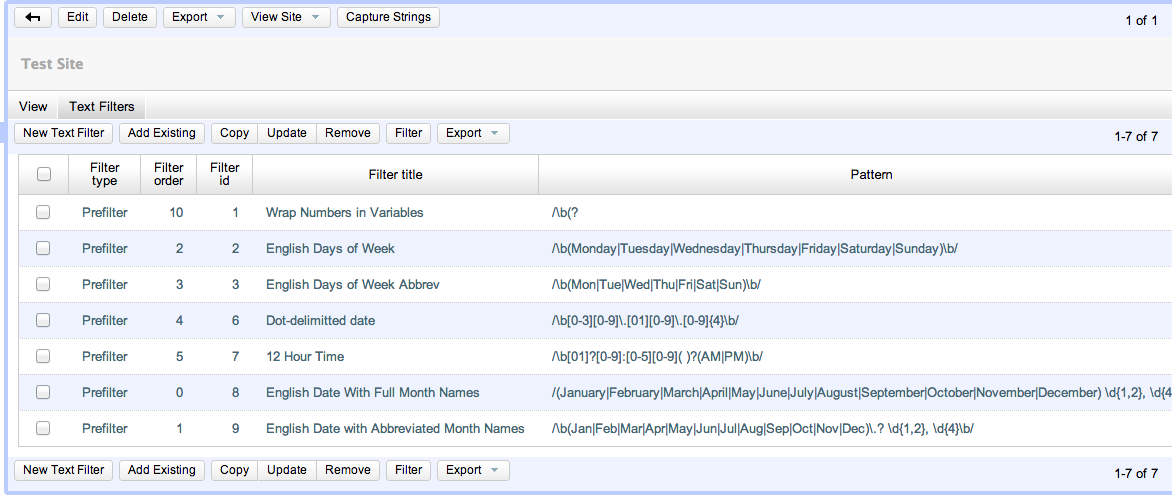 Edit Delete Export View Site Capture Strings 1 of 1
Test Site
View Text Filters
New Text Filter Add Existing Copy Update Remove Filter Export 1-7 of 7
Filter type Filter order Filter id Filter title Pattern
Prefilter 10 1 Wrap Numbers in Variables /\b(?
Prefilter 2 2 English Days of Week /\b(Monday|Tuesday|Wednesday|Thursday|Friday|Saturday|Sunday)\b/
Prefilter 3 3 English Days of Week Abbrev /\b(Mon|Tue|Wed|Thu|Fri|Sat|Sun)\b/
Prefilter 4 6 Dot-delimitted date /\b[0-3][0-9]\.[01][0-9]\.[0-9]{4}\b/
Prefilter 5 7 12 Hour Time /\b[01]?[0-9]:[0-5][0-9]( )?(AM|PM)\b/
Prefilter 0 8 English Date With Full Month Names /(January|February|March|April|May|June|July|August|September|October|November|December) \d{1,2}, \d{4
Prefilter 1 9 English Date with Abbreviated Month Names /\b(Jan|Feb|Mar|Apr|May|Jun|Jul|Aug|Sep|Oct|Nov|Dec)\.? \d{1,2}, \d{4}\b/
New Text Filter Add Existing Copy Update Remove Filter Export 1-7 of 7